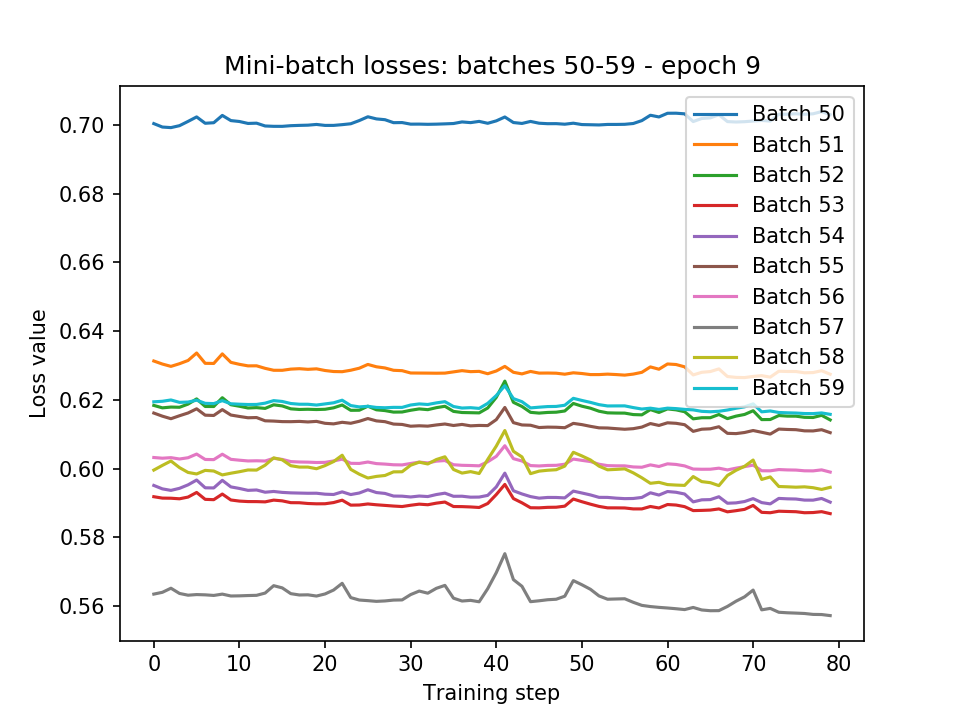 Mini-batch losses: batches 50-59 - epoch 9
Loss value
0.70
0.68
0.66
0.64
0.62
0.60
0.58
0.56
Batch 50
Batch 51
Batch 52
Batch 53
Batch 54
Batch 55
Batch 56
Batch 57
Batch 58
Batch 59
0 10 20 30 40 50 60 70 80
Training step